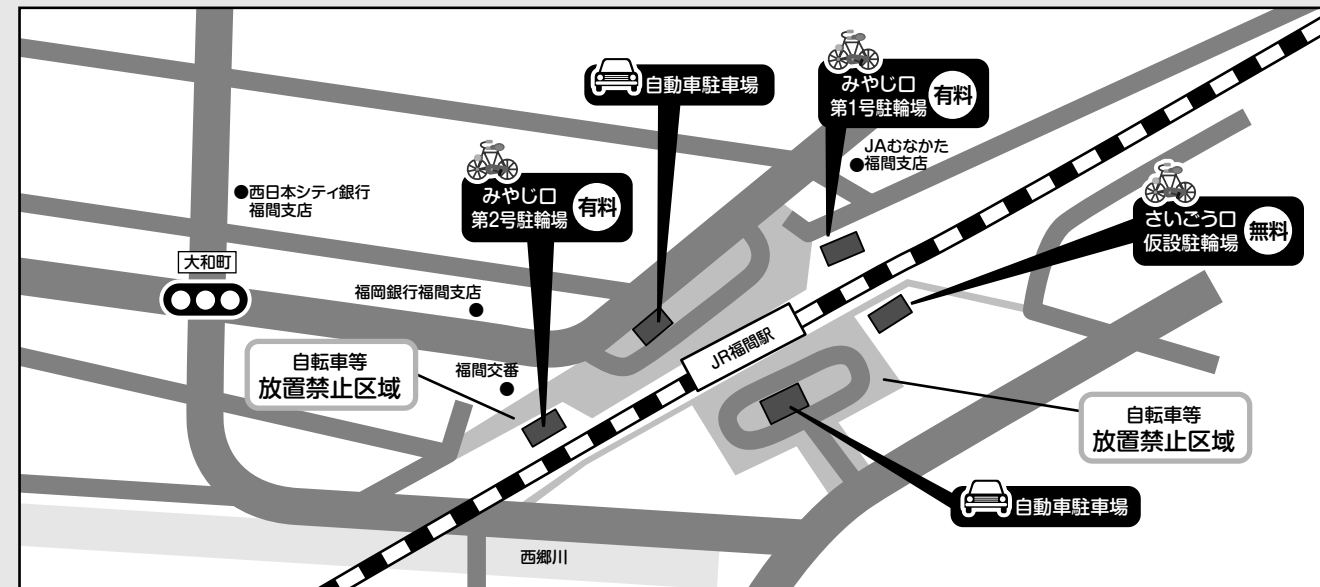 自動車駐車場
みやじ口
第1号駐輪場
有料
JAむなかた
福間支店
みやじ口
第2号駐輪場
有料
西日本シティ銀行
福間支店
さいごう口
仮設駐輪場
無料
大和町
福岡銀行福間支店
JR福間駅
自転車等
放置禁止区域
福間交番
自転車等
放置禁止区域
自動車駐車場
西郷川